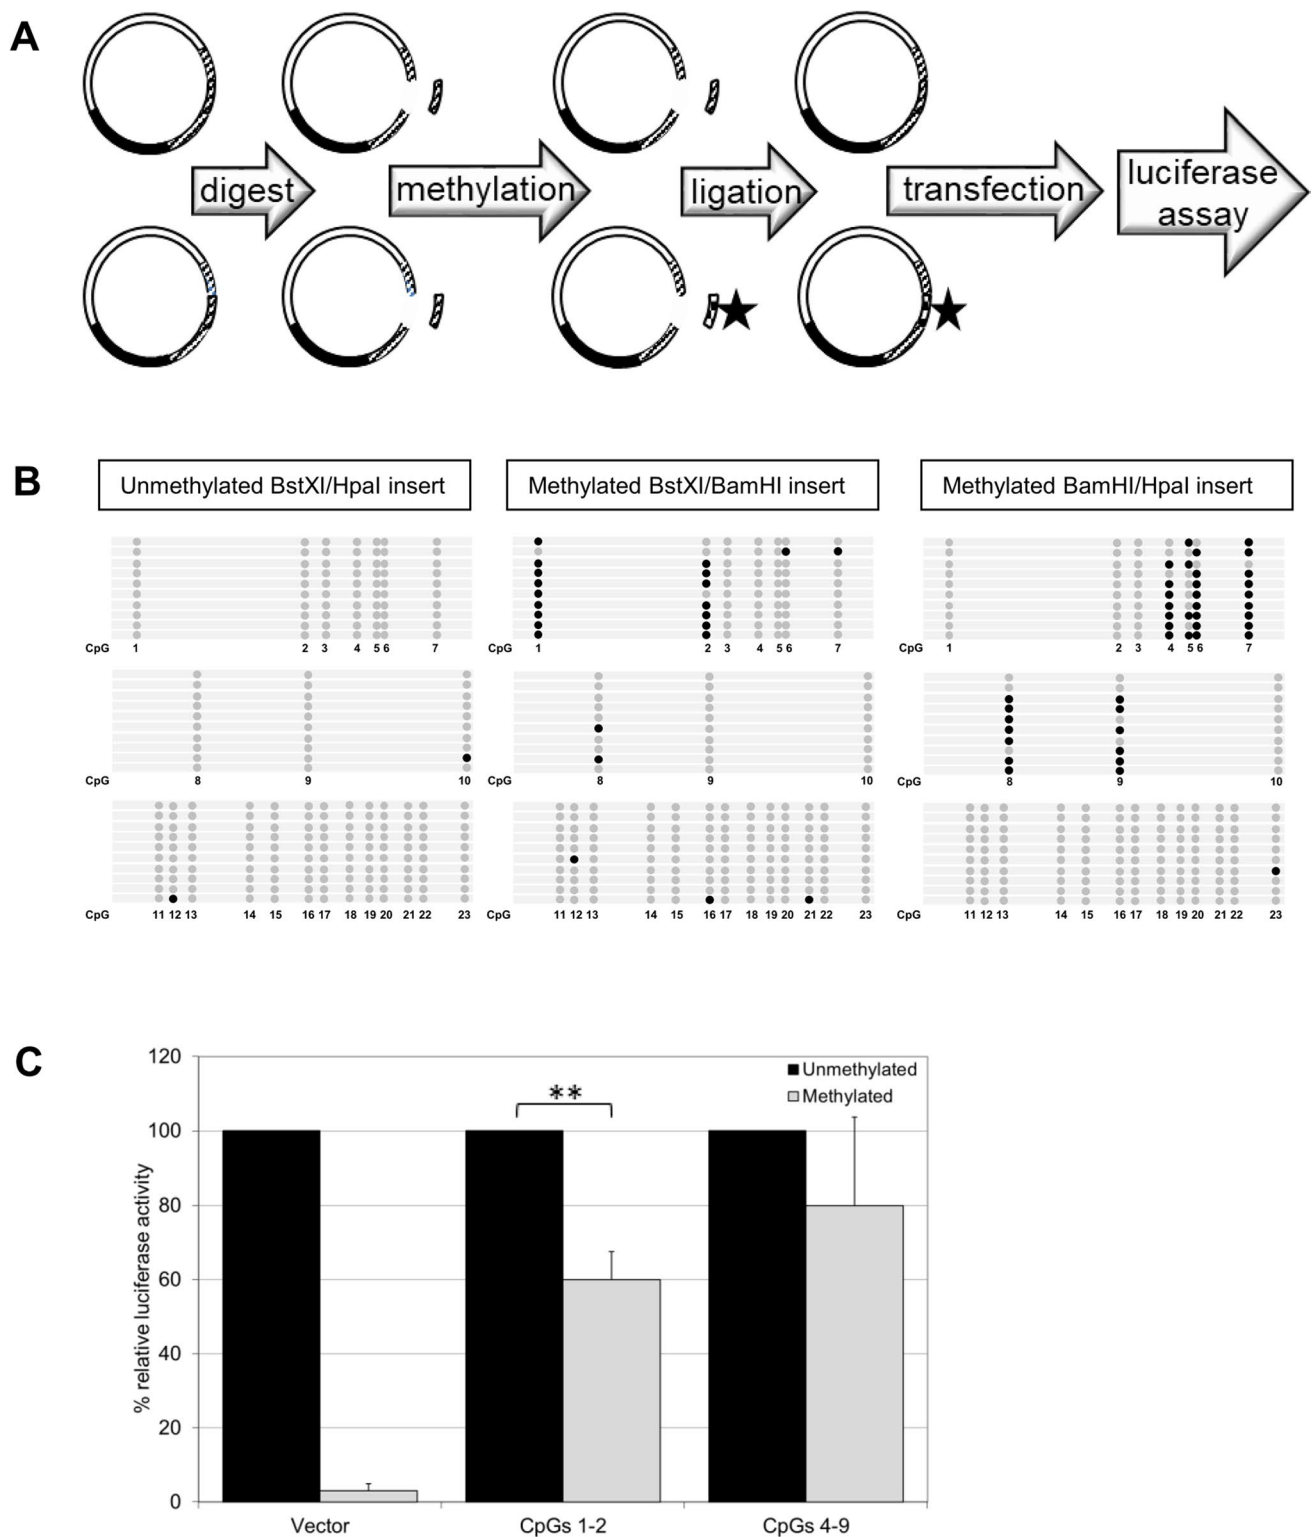 A
digest
methylation
ligation
transfection
luciferase
assay
B
Unmethylated BstXI/HpaI insert
Methylated BstXI/BamHI insert
Methylated BamHI/HpaI insert
CpG 1 2 3 4 5 6 7
1 2 3 4 5 6 7
CpG 1 2 3 4 5 6 7
CpG 8 9 10
8 9 10
CpG 8 9 10
CpG 11 12 13 14 15 16 17 18 19 20 21 22 23
CpG 11 12 13 14 15 16 17 18 19 20 21 22 23
CpG 11 12 13 14 15 16 17 18 19 20 21 22 23
C
% relative luciferase activity
120
100
80
60
40
20
0
**
Unmethylated
Methylated
Vector
CpGs 1-2
CpGs 4-9